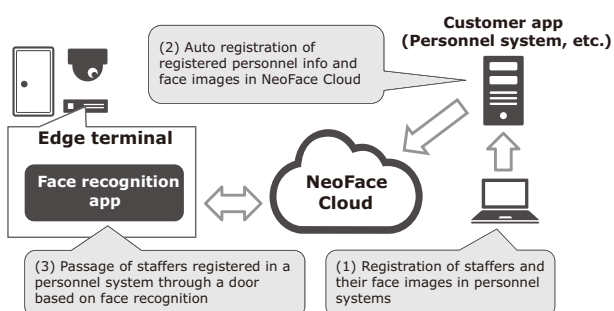 Customer app
(Personnel system, etc.)
(2) Auto registration of
registered personnel info and
face images in NeoFace Cloud
Edge terminal
Face recognition
app
NeoFace
Cloud
(3) Passage of staffers registered in a
personnel system through a door
based on face recognition
(1) Registration of staffers and
their face images in personnel
systems